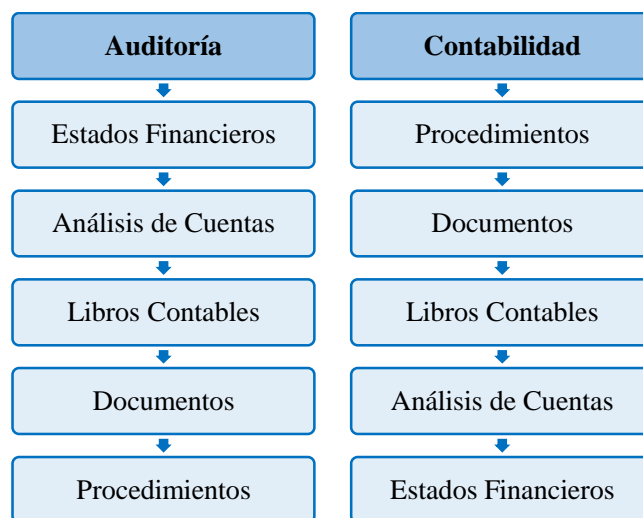 Auditoría
Estados Financieros
Análisis de Cuentas
Libros Contables
Documentos
Procedimientos
Contabilidad
Procedimientos
Documentos
Libros Contables
Análisis de Cuentas
Estados Financieros